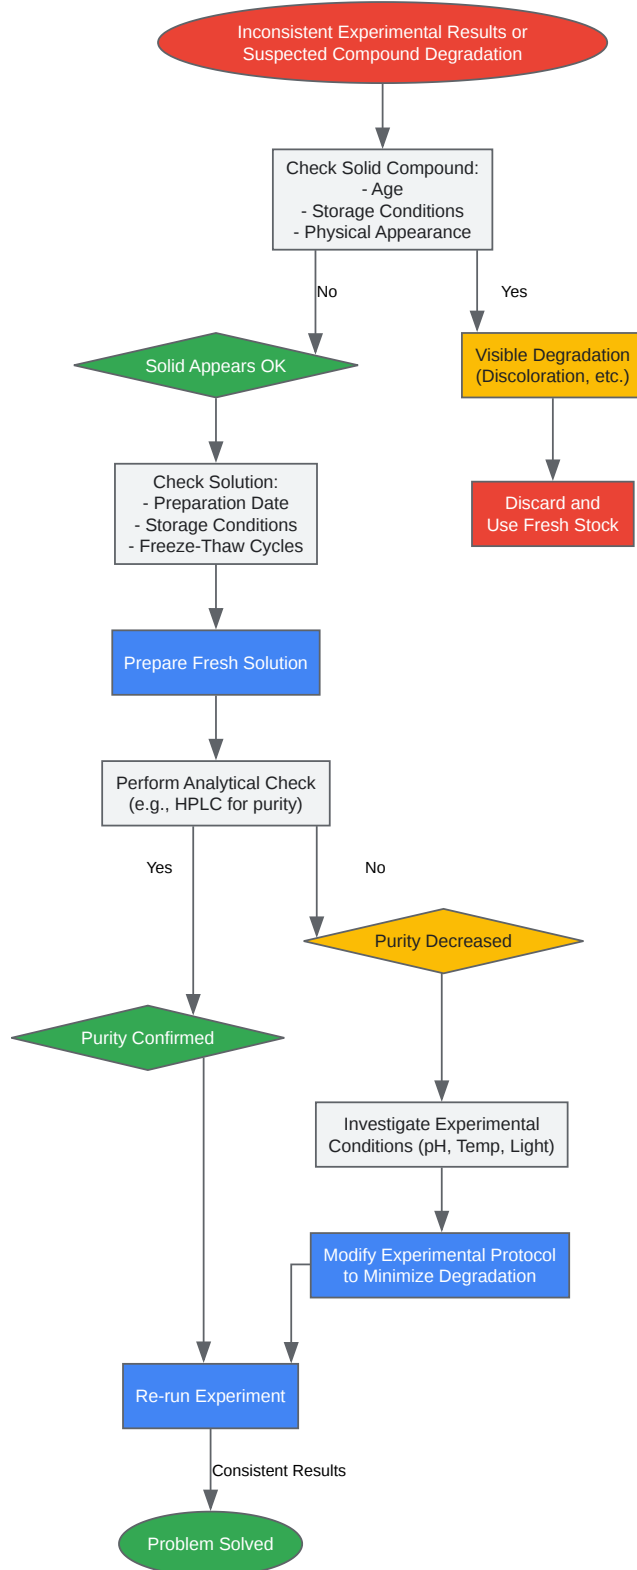 Inconsistent Experimental Results or
Suspected Compound Degradation
Check Solid Compound:
- Age
- Storage Conditions
- Physical Appearance
No
Yes
Solid Appears OK
Visible Degradation
(Discoloration, etc.)
Check Solution:
- Preparation Date
- Storage Conditions
- Freeze-Thaw Cycles
Discard and
Use Fresh Stock
Prepare Fresh Solution
Perform Analytical Check
(e.g., HPLC for purity)
Yes
No
Purity Decreased
Purity Confirmed
Investigate Experimental
Conditions (pH, Temp, Light)
Modify Experimental Protocol
to Minimize Degradation
Re-run Experiment
Consistent Results
Problem Solved